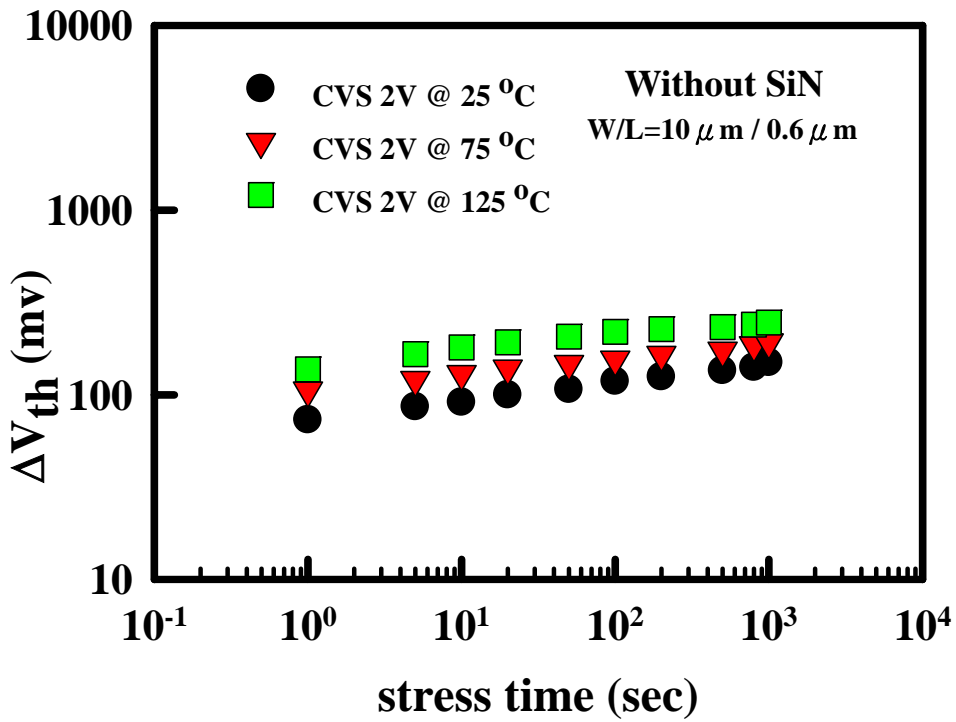 10000
1000
100
10
ΔVth (mv)
CVS 2V @ 25 °C
CVS 2V @ 75 °C
CVS 2V @ 125 °C
Without SiN
W/L=10 μm / 0.6 μm
10-1 100 101 102 103 104
stress time (sec)